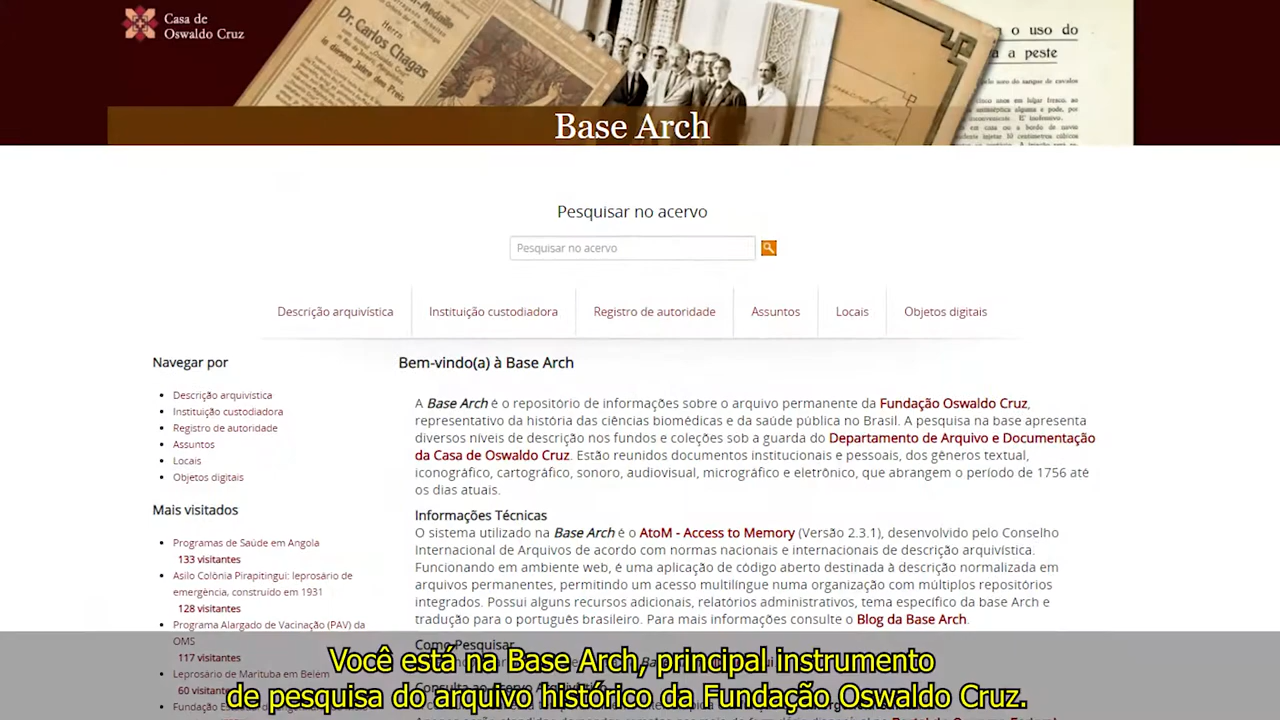 Casa de
Oswaldo Cruz
Dr. Carlos Chagas
o uso do
a a peste
Base Arch
Pesquisar no acervo
Pesquisar no acervo
Descrição arquivística
Instituição custodiadora
Registro de autoridade
Assuntos
Locais
Objetos digitais
Navegar por
Descrição arquivística
Instituição custodiadora
Registro de autoridade
Assuntos
Locais
Objetos digitais
Mais visitados
Programas de Saúde em Angola
133 visitantes
Asilo Colônia Pirapitingui: leprosário de
emergência, construído em 1931
128 visitantes
Programa Alargado de Vacinação (PAV) da
OMS
117 visitantes
Leprosário de Marituba em Belém
60
Bem-vindo(a) à Base Arch
A Base Arch é o repositório de informações sobre o arquivo permanente da Fundação Oswaldo Cruz,
representativo da história das ciências biomédicas e da saúde pública no Brasil. A pesquisa na base apresenta
diversos níveis de descrição nos fundos e coleções sob a guarda do Departamento de Arquivo e Documentação
da Casa de Oswaldo Cruz. Estão reunidos documentos institucionais e pessoais, dos gêneros textual,
iconográfico, cartográfico, sonoro, audiovisual, micrográfico e eletrônico, que abrangem o período de 1756 até
os dias atuais.
Informações Técnicas
O sistema utilizado na Base Arch é o AtoM - Access to Memory (Versão 2.3.1), desenvolvido pelo Conselho
Internacional de Arquivos de acordo com normas nacionais e internacionais de descrição arquivística.
Funcionando em ambiente web, é uma aplicação de código aberto destinada à descrição normalizada em
arquivos permanentes, permitindo um acesso multilíngue numa organização com múltiplos repositórios
integrados. Possui alguns recursos adicionais, relatórios administrativos, tema específico da base Arch e
tradução para o português brasileiro. Para mais informações consulte o Blog da Base Arch.
Como Pesquisar
Você está na Base Arch, principal instrumento
de pesquisa do arquivo histórico da Fundação Oswaldo Cruz.